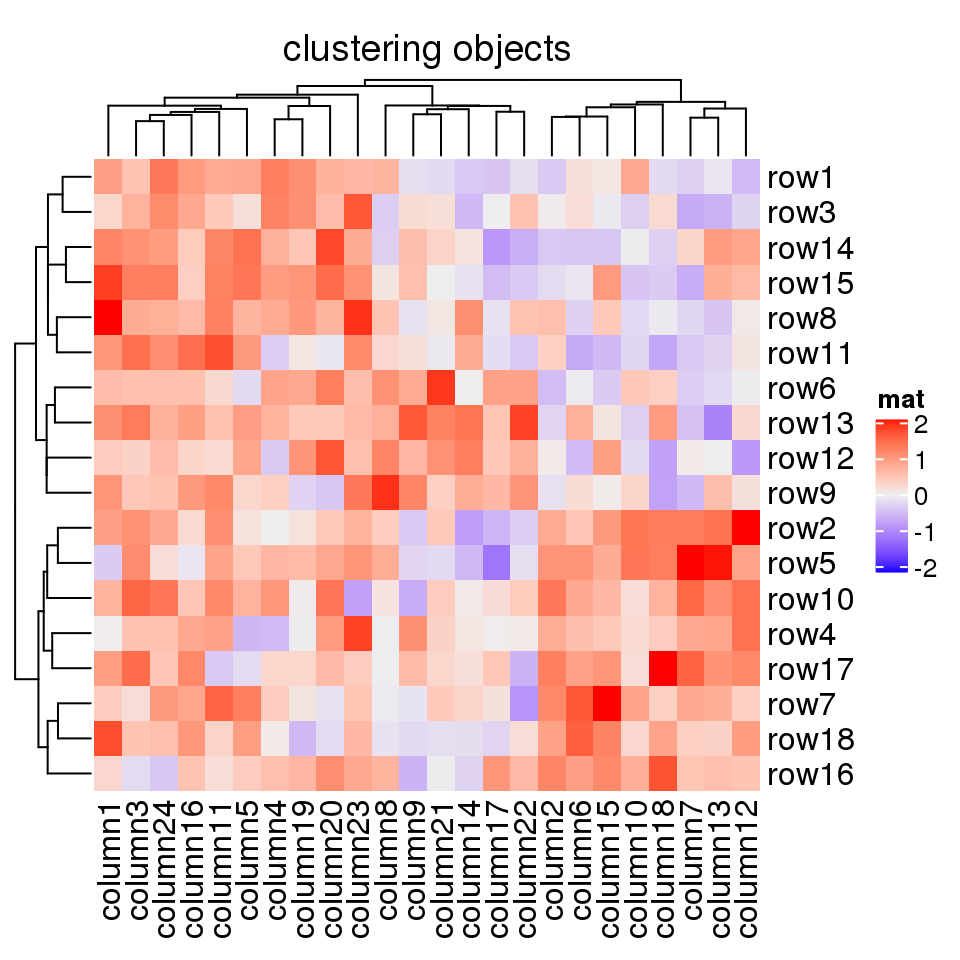 clustering objects
row1
row3
row14
row15
row8
row11
row6
row13
row12
row9
row2
row5
row10
row4
row17
row7
row18
row16
mat
2
1
0
-1
-2
column1
column3
column24
column16
column11
column5
column4
column19
column20
column23
column8
column9
column21
column14
column17
column22
column2
column6
column15
column10
column18
column7
column13
column12